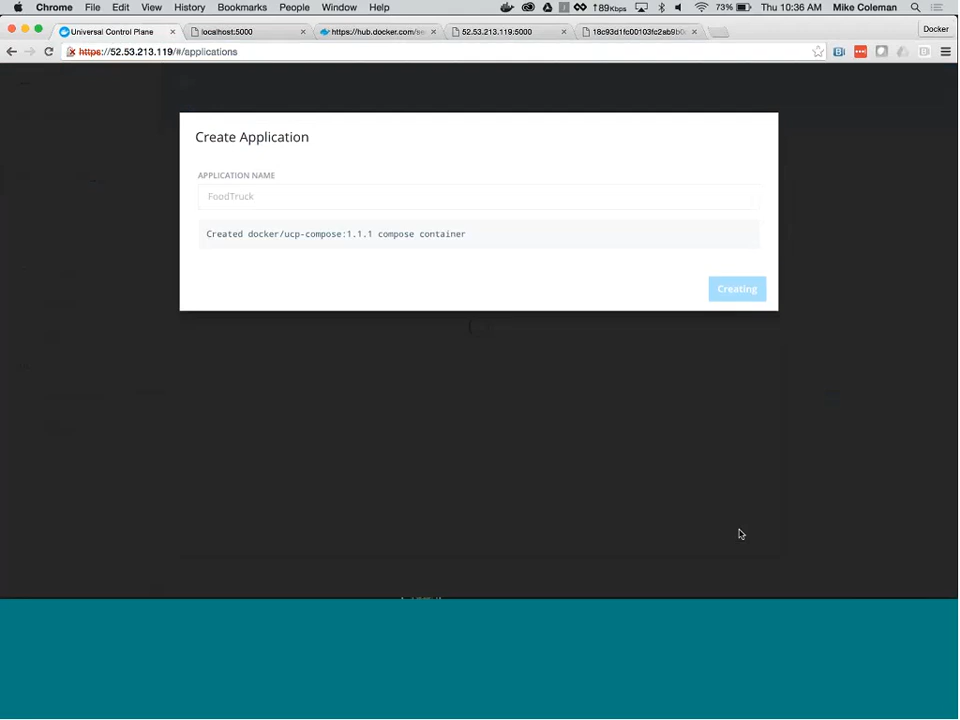 Chrome File Edit View History Bookmarks People Window Help 89Kbps 73% Thu 10:36 AM Mike Coleman
Universal Control Plane localhost:5000 https://hub.docker.com/se 52.53.213.119:5000 18c93d1fc00103fc2ab9b0 Docker
https://52.53.213.119/#/applications
Create Application
APPLICATION NAME
FoodTruck
Created docker/ucp-compose:1.1.1 compose container
Creating